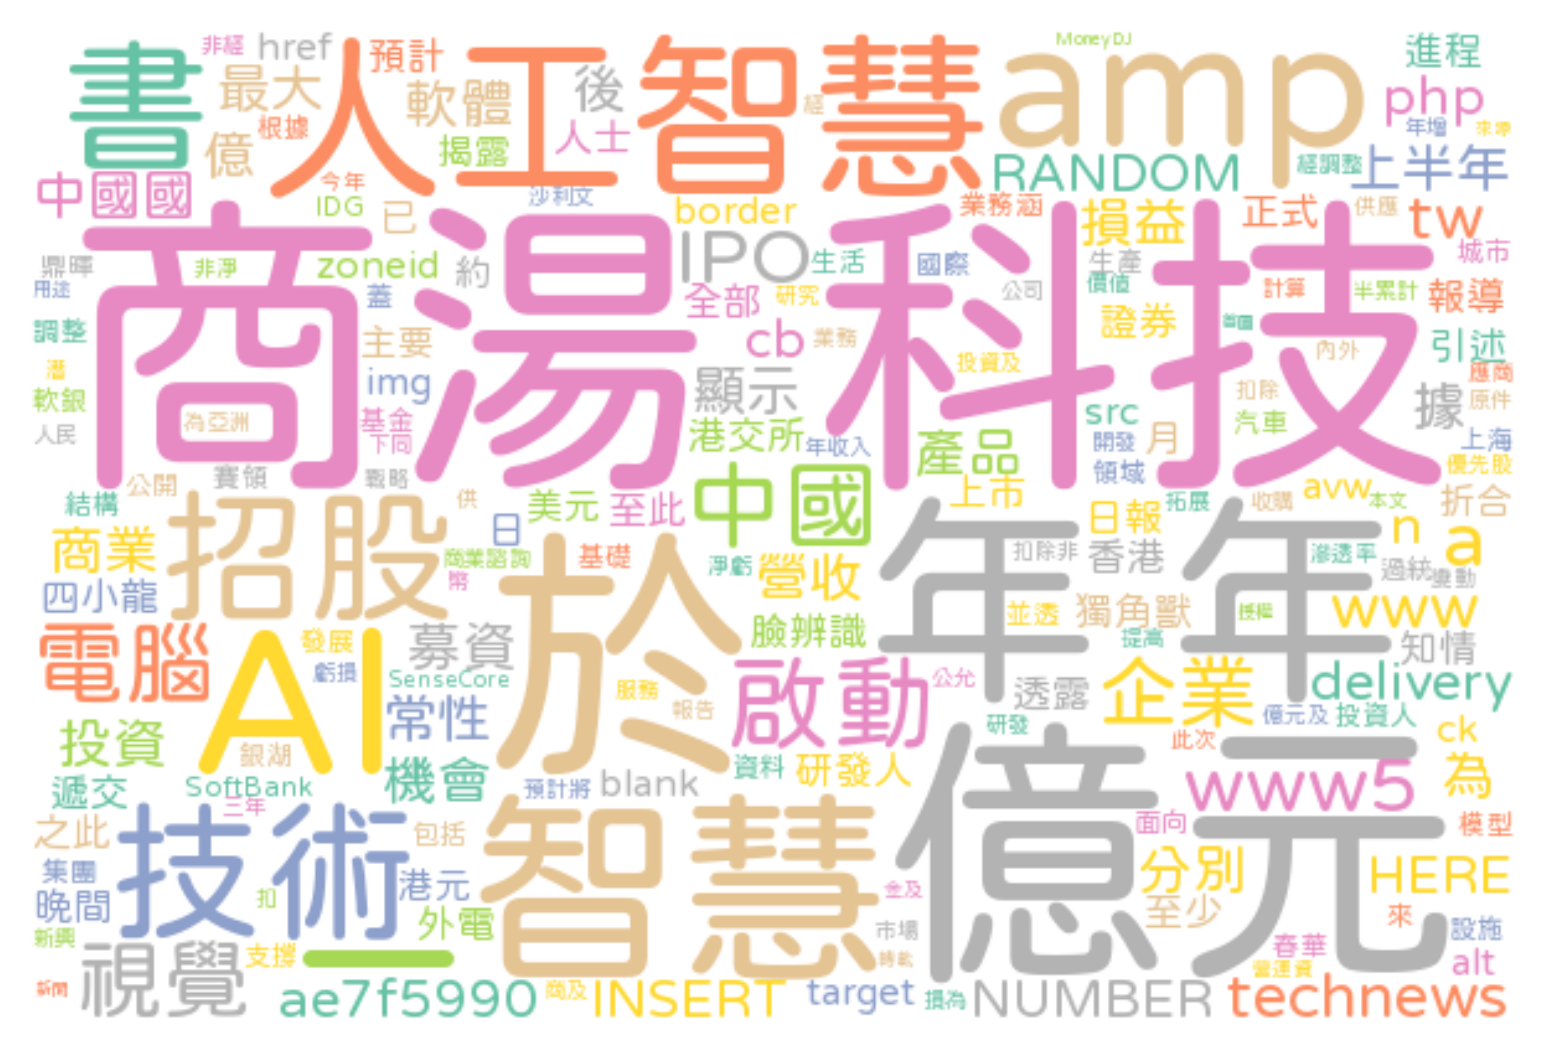 非經
href
預計
MoneyDJ
進程
書
人工智慧
amp
最大
軟體
後
經
php
根據
人士
年增
億
揭露
RANDOM
經調整
上半年
中國國
今年
沙利文
IDG
已
border
業務涵
損益
正式
供應
tw
商湯科技
IPO
鼎暉
非淨
zoneid
約
生活
國際
生產
城市
用途
蓋
全部
研究
公司
價值
計算
半累計
報導
調整
主要
cb
業務
證券
內外
引述
img
顯示
投資及
應商
軟銀
為亞洲
基金
src
扣除
據
原件
人民
下同
港交所
年收入
開發
月
汽車
上海
賽領
戰略
產品
領域
優先股
公開
結構
供
美元
至此
中國
上市
avw
本文
折合
招股
日
日報
拓展
收購
n
a
商業
商業諮詢
基礎
淨虧
營收
年年
扣除非
香港
滲透率
過統
變動
四小龍
幣
於
並透
獨角獸
授權
www
電腦
AI
發展
募資
臉辨識
提高
知情
虧損
SenseCore
服務
啟動
公允
透露
企業
delivery
投資
常性
報告
研發
億元及
投資人
銀湖
此次
ck
遞交
SoftBank
機會
預計將
blank
資料
研發人
億元
www5
為
三年
之此
技術
包括
智慧
面向
模型
集團
港元
分別
HERE
晚間
扣
金及
至少
來
外電
市場
設施
新興
視覺
支撐
一
轉載
春華
營運資
alt
新聞
ae7f5990
商及
INSERT
target
損為
NUMBER
technews